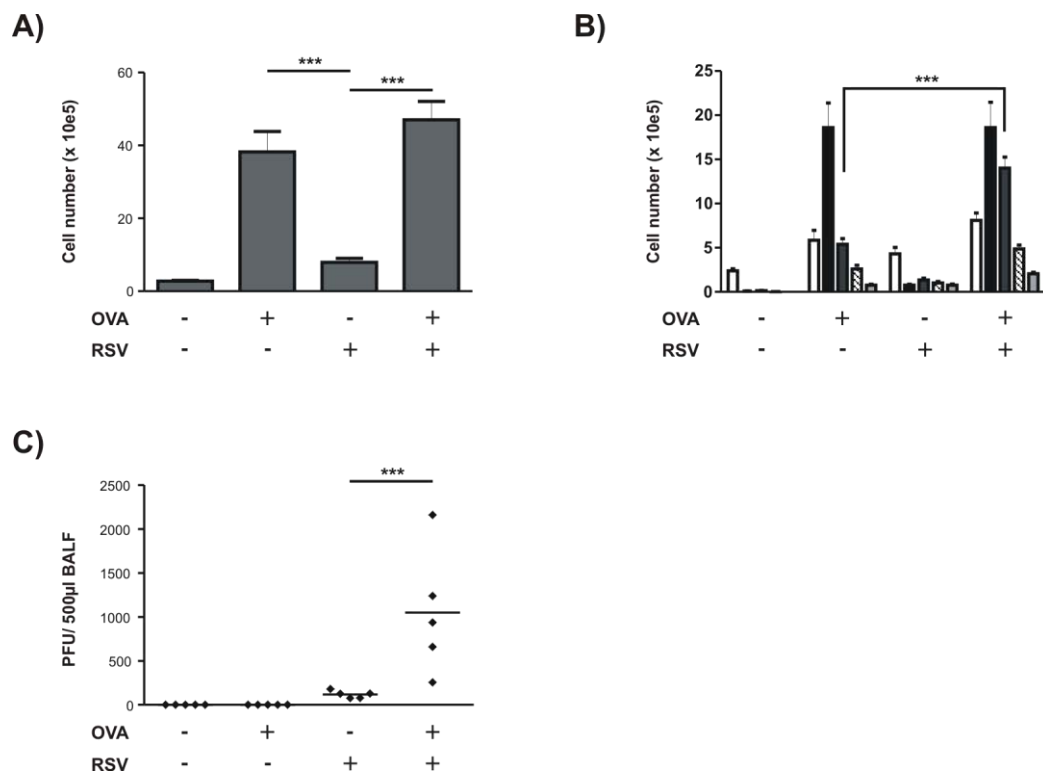 A)
***
***
60
40
20
0
Cell number (x 10e5)
OVA - + - +
RSV - - + +
B)
***
25
20
15
10
5
0
Cell number (x 10e5)
OVA - + - +
RSV - - + +
C)
***
2500
2000
1500
1000
500
0
PFU/ 500µl BALF
OVA - + - +
RSV - - + +